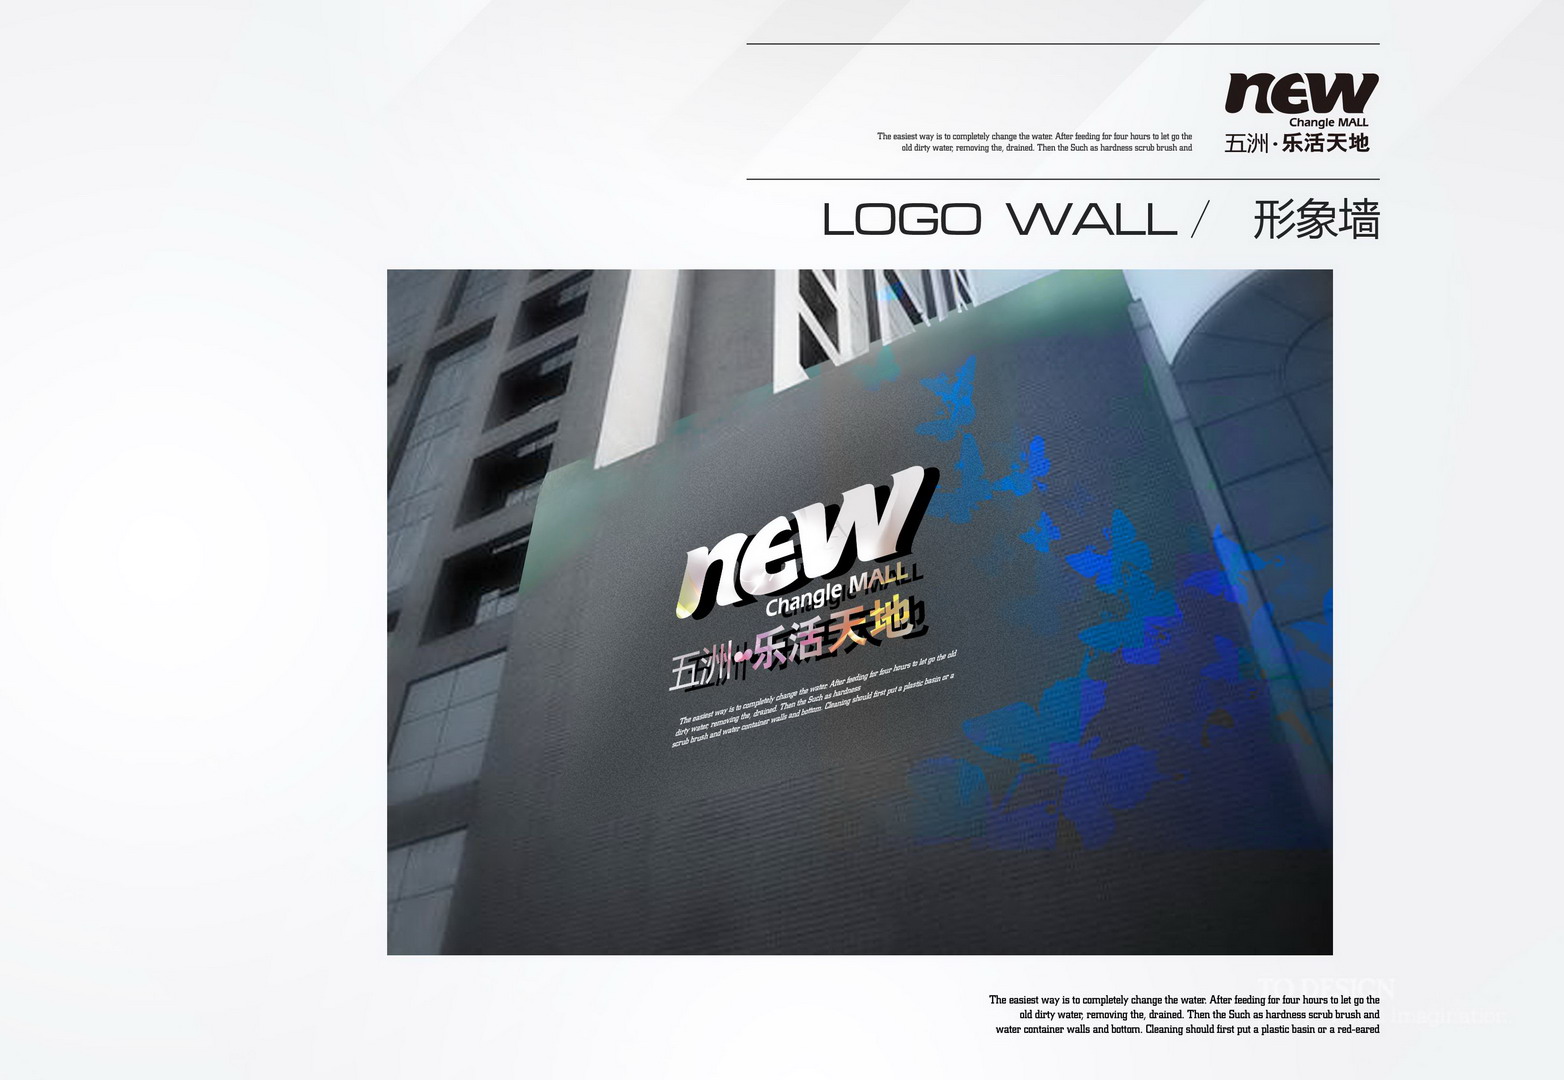 new
Changle MALL
五洲·乐活天地
The easiest way is to completely change the water. After feeding for four hours to let go the
old dirty water, removing the, drained. Then the Such as hardness scrub brush and
LOGO WALL / 形象墙
new
Changle MALL
五洲·乐活天地
The easiest way is to completely change the water. After feeding for four hours to let go the old
dirty water, removing the, drained. Then the Such as hardness
scrub brush and water container walls and bottom. Cleaning should first put a plastic basin or a
TO DESIGN
Imagination
The easiest way is to completely change the water. After feeding for four hours to let go the
old dirty water, removing the, drained. Then the Such as hardness scrub brush and
water container walls and bottom. Cleaning should first put a plastic basin or a red-eared